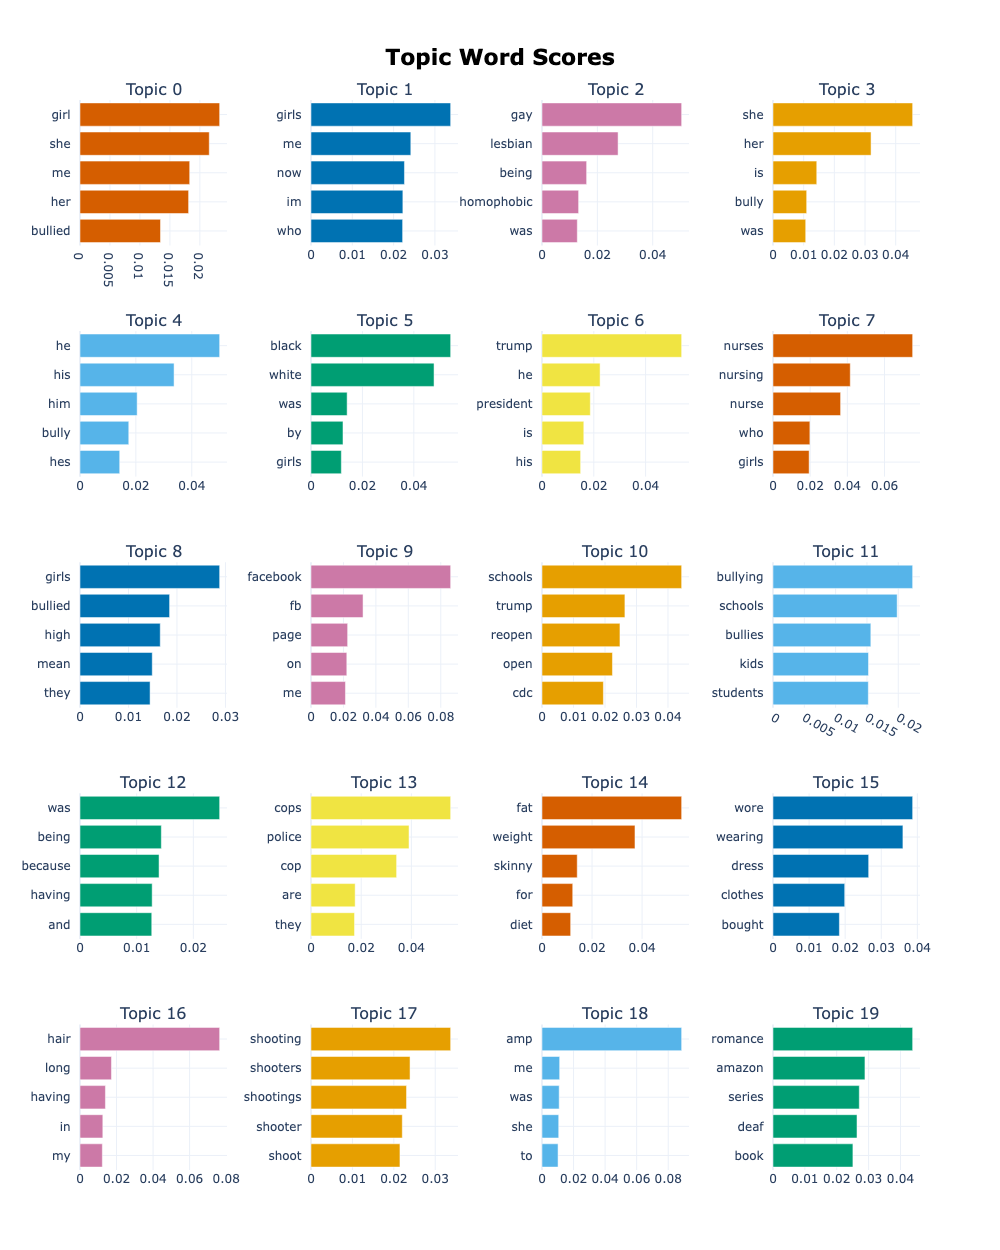 Topic Word Scores
Topic 0
girl
she
me
her
bullied
0 0.005 0.01 0.015 0.02
Topic 1
girls
me
now
im
who
0 0.01 0.02 0.03
Topic 2
gay
lesbian
being
homophobic
was
0 0.02 0.04
Topic 3
she
her
is
bully
was
0 0.01 0.02 0.03 0.04
Topic 4
he
his
him
bully
hes
0 0.02 0.04
Topic 5
black
white
was
by
girls
0 0.02 0.04
Topic 6
trump
he
president
is
his
0 0.02 0.04
Topic 7
nurses
nursing
nurse
who
girls
0 0.02 0.04 0.06
Topic 8
girls
bullied
high
mean
they
0 0.01 0.02 0.03
Topic 9
facebook
fb
page
on
me
0 0.02 0.04 0.06 0.08
Topic 10
schools
trump
reopen
open
cdc
0 0.01 0.02 0.03 0.04
Topic 11
bullying
schools
bullies
kids
students
0 0.005 0.01 0.015 0.02
Topic 12
was
being
because
having
and
0 0.01 0.02
Topic 13
cops
police
cop
are
they
0 0.02 0.04
Topic 14
fat
weight
skinny
for
diet
0 0.02 0.04
Topic 15
wore
wearing
dress
clothes
bought
0 0.01 0.02 0.03 0.04
Topic 16
hair
long
having
in
my
0 0.02 0.04 0.06 0.08
Topic 17
shooting
shooters
shootings
shooter
shoot
0 0.01 0.02 0.03
Topic 18
amp
me
was
she
to
0 0.02 0.04 0.06 0.08
Topic 19
romance
amazon
series
deaf
book
0 0.01 0.02 0.03 0.04